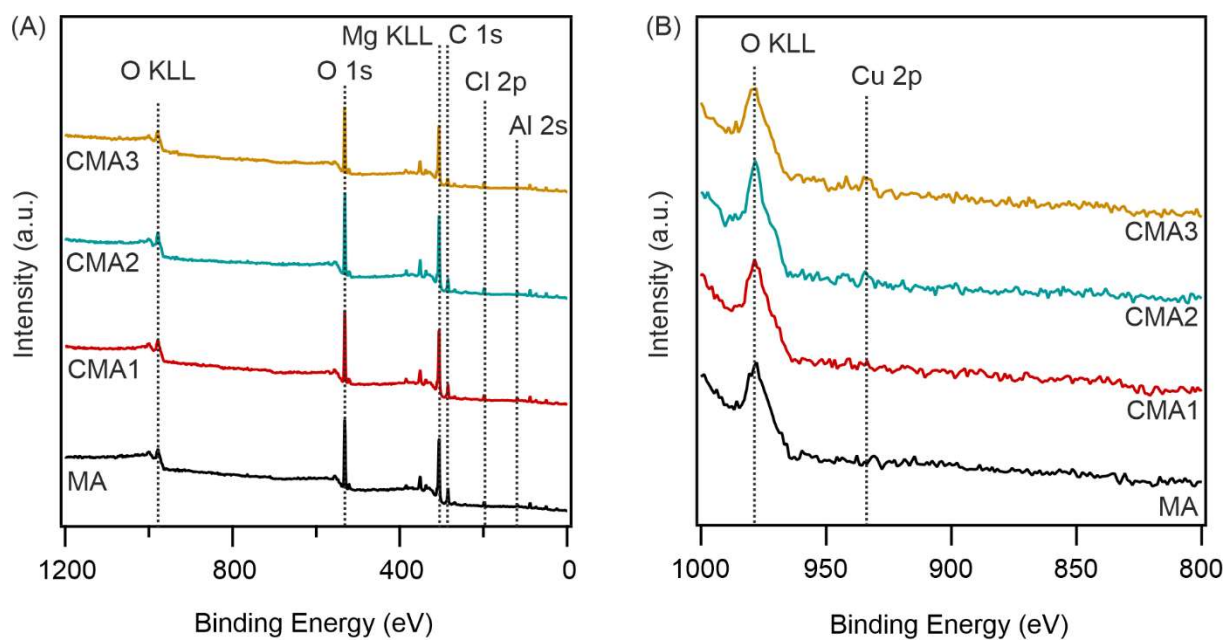 (A)
Mg KLL
C 1s
O KLL
O 1s
Cl 2p
Al 2s
CMA3
CMA2
CMA1
MA
Intensity (a.u.)
1200
800
400
0
Binding Energy (eV)
(B)
O KLL
Cu 2p
CMA3
CMA2
CMA1
MA
Intensity (a.u.)
1000
950
900
850
800
Binding Energy (eV)